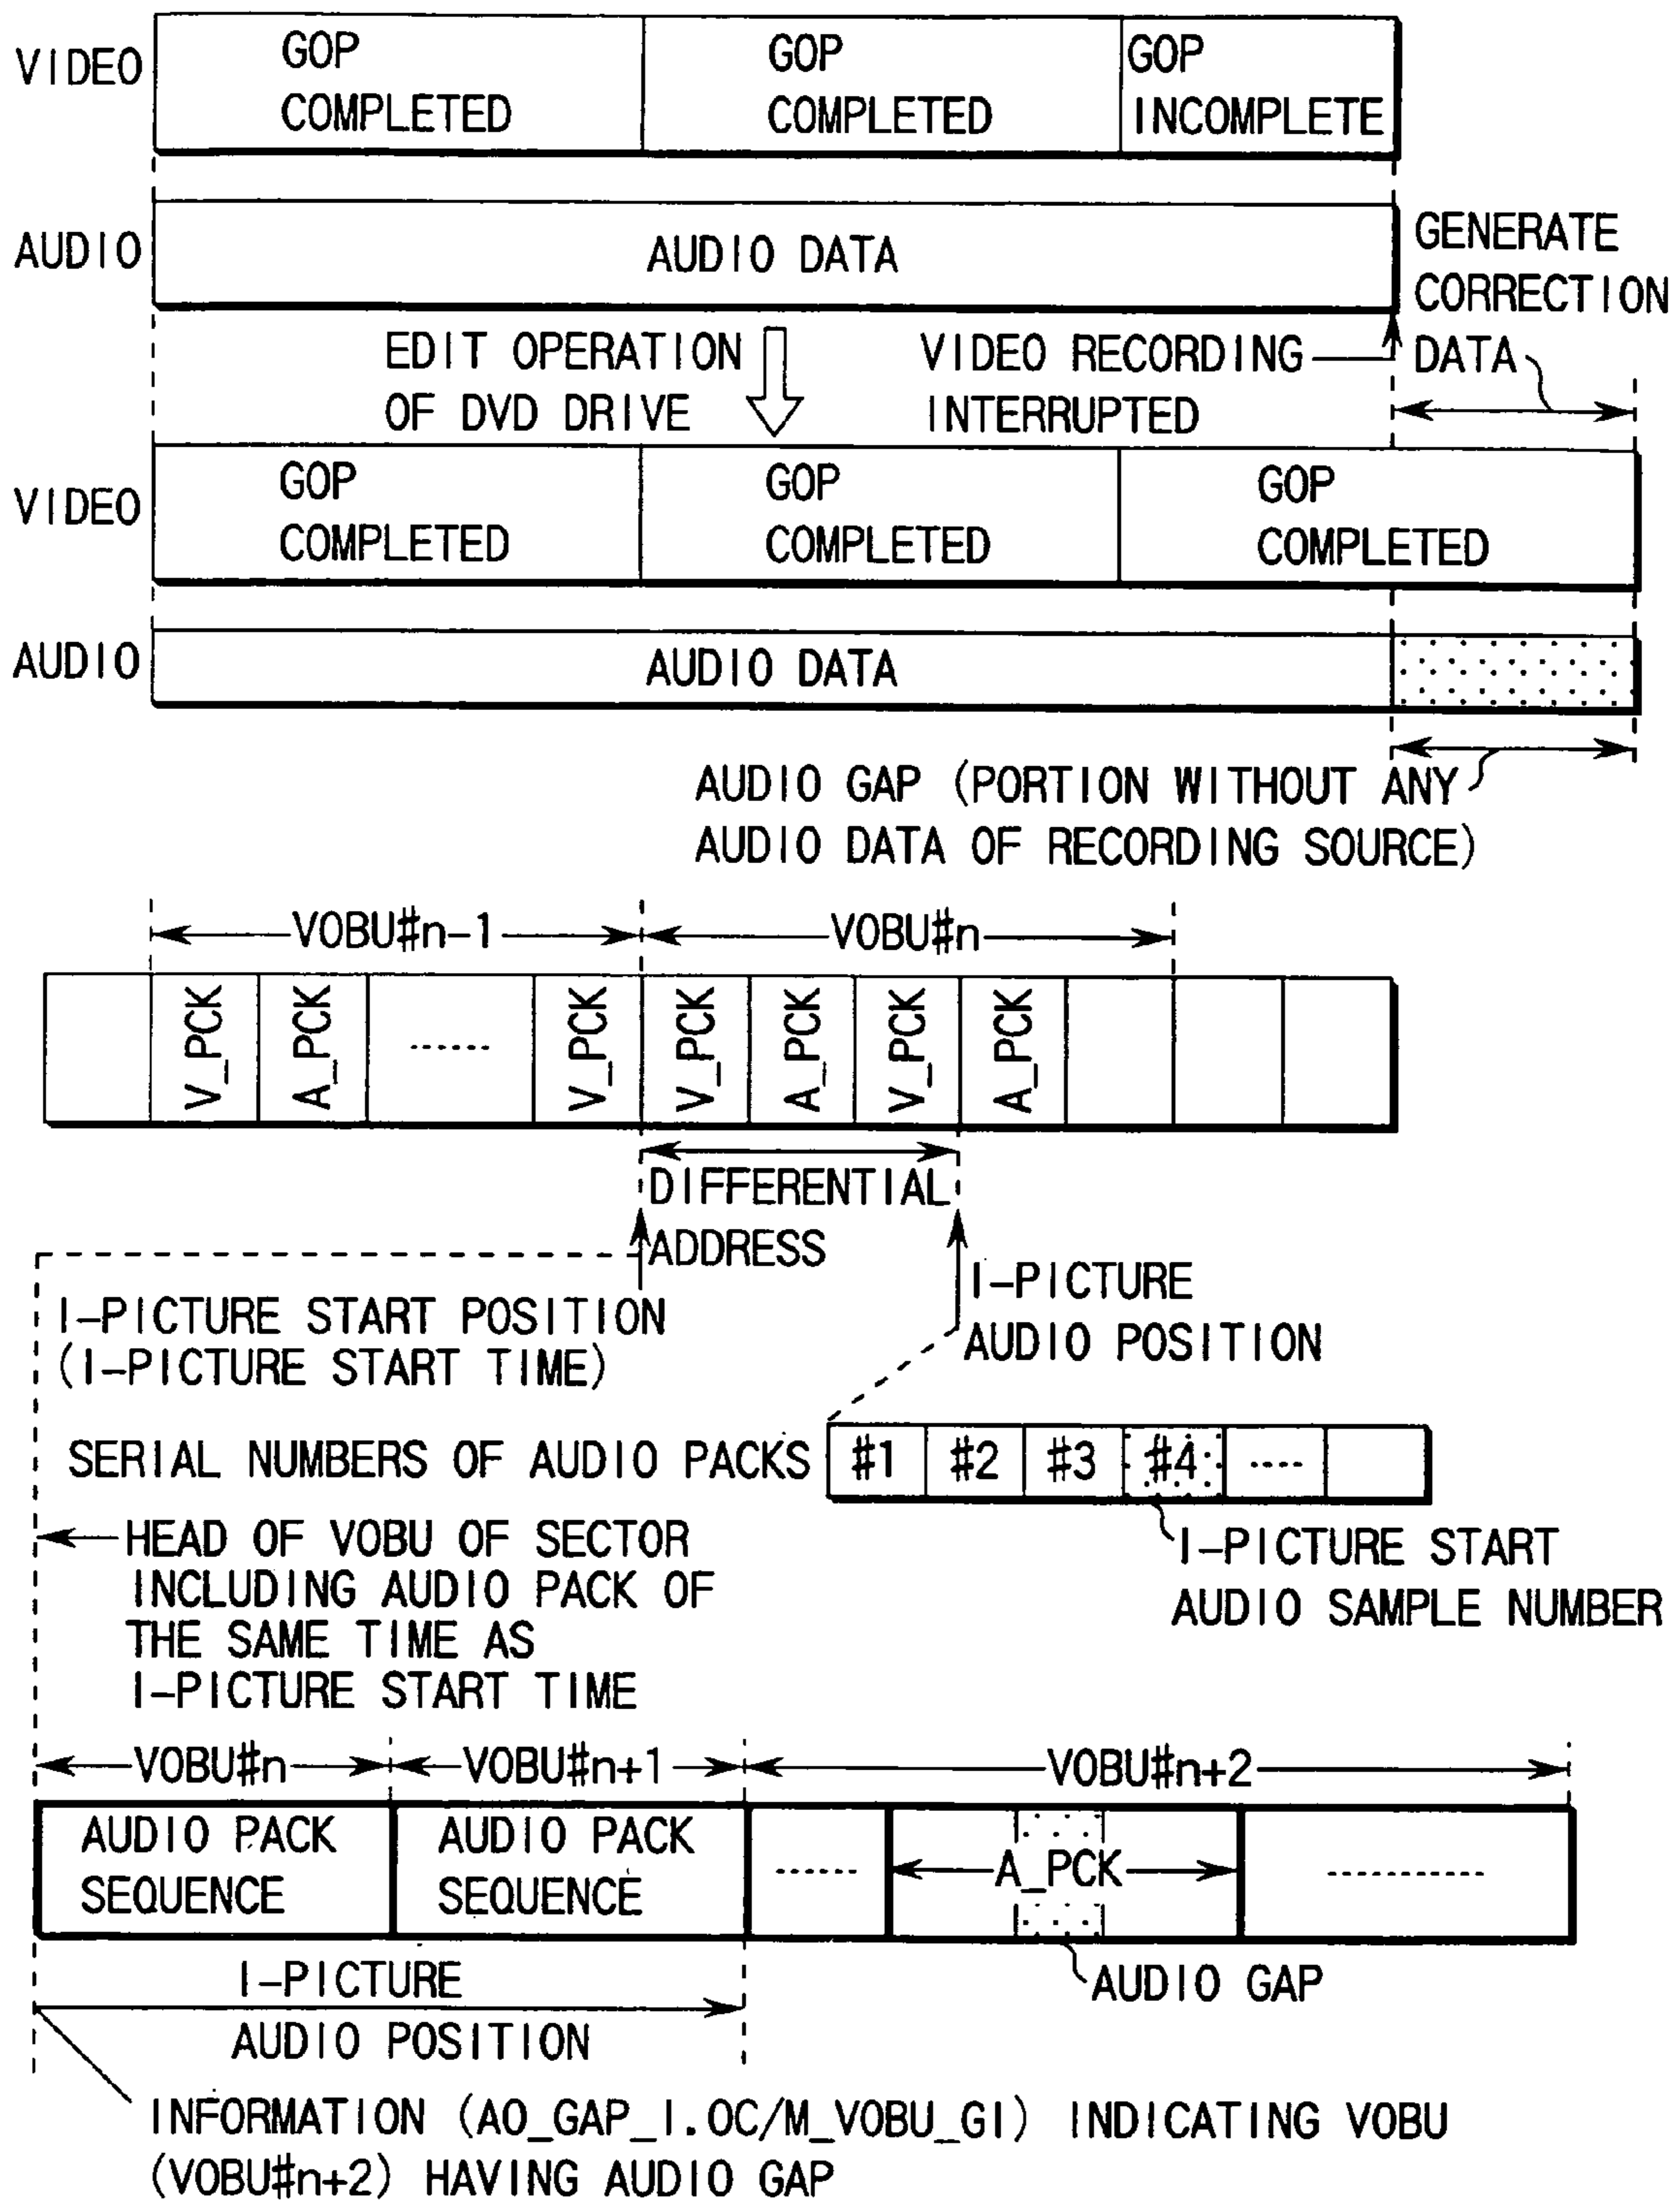 VIDEO
GOP
COMPLETED
GOP
COMPLETED
GOP
INCOMPLETE
AUDIO
AUDIO DATA
GENERATE
CORRECTION
DATA
EDIT OPERATION
OF DVD DRIVE
VIDEO RECORDING
INTERRUPTED
VIDEO
GOP
COMPLETED
GOP
COMPLETED
GOP
COMPLETED
AUDIO
AUDIO DATA
AUDIO GAP (PORTION WITHOUT ANY
AUDIO DATA OF RECORDING SOURCE)
VOBU#n-1
VOBU#n
V_PCK
A_PCK
------
V_PCK
V_PCK
A_PCK
V_PCK
A_PCK
DIFFERENTIAL
ADDRESS
I-PICTURE START POSITION
(I-PICTURE START TIME)
I-PICTURE
AUDIO POSITION
SERIAL NUMBERS OF AUDIO PACKS
#1
#2
#3
#4
----
I-PICTURE START
AUDIO SAMPLE NUMBER
HEAD OF VOBU OF SECTOR
INCLUDING AUDIO PACK OF
THE SAME TIME AS
I-PICTURE START TIME
VOBU#n
VOBU#n+1
VOBU#n+2
AUDIO PACK
SEQUENCE
AUDIO PACK
SEQUENCE
------
A_PCK
-----------
AUDIO GAP
I-PICTURE
AUDIO POSITION
INFORMATION (AO_GAP_I.OC/M_VOBU_GI) INDICATING VOBU
(VOBU#n+2) HAVING AUDIO GAP